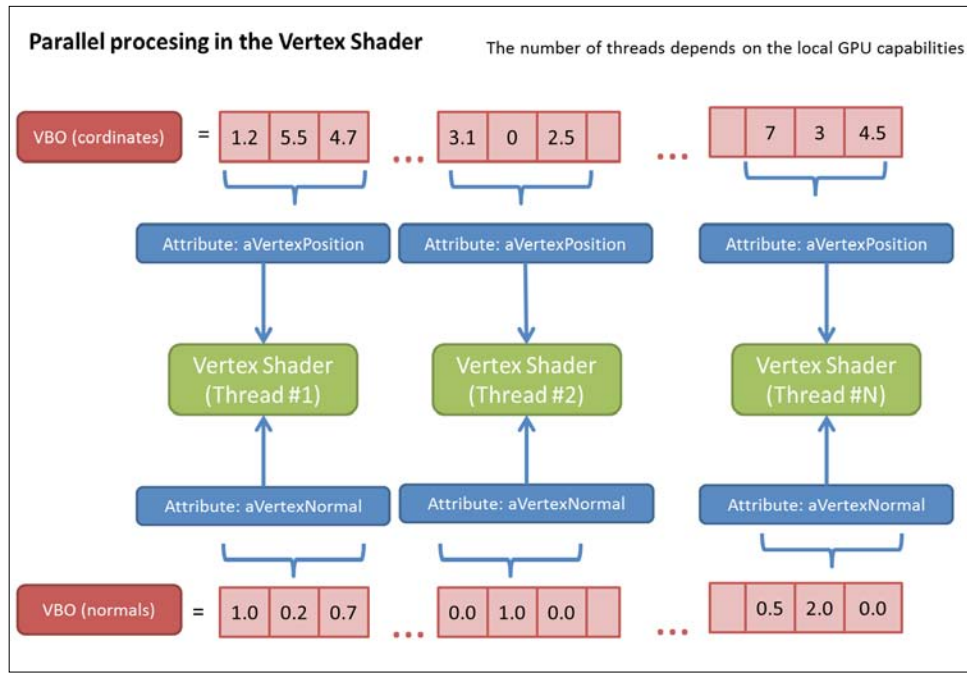 Parallel procesing in the Vertex Shader
The number of threads depends on the local GPU capabilities
VBO (cordinates) = 1.2 5.5 4.7 ... 3.1 0 2.5 ... 7 3 4.5
Attribute: aVertexPosition Attribute: aVertexPosition Attribute: aVertexPosition
Vertex Shader Vertex Shader Vertex Shader
(Thread #1) (Thread #2) (Thread #N)
Attribute: aVertexNormal Attribute: aVertexNormal Attribute: aVertexNormal
VBO (normals) = 1.0 0.2 0.7 ... 0.0 1.0 0.0 ... 0.5 2.0 0.0